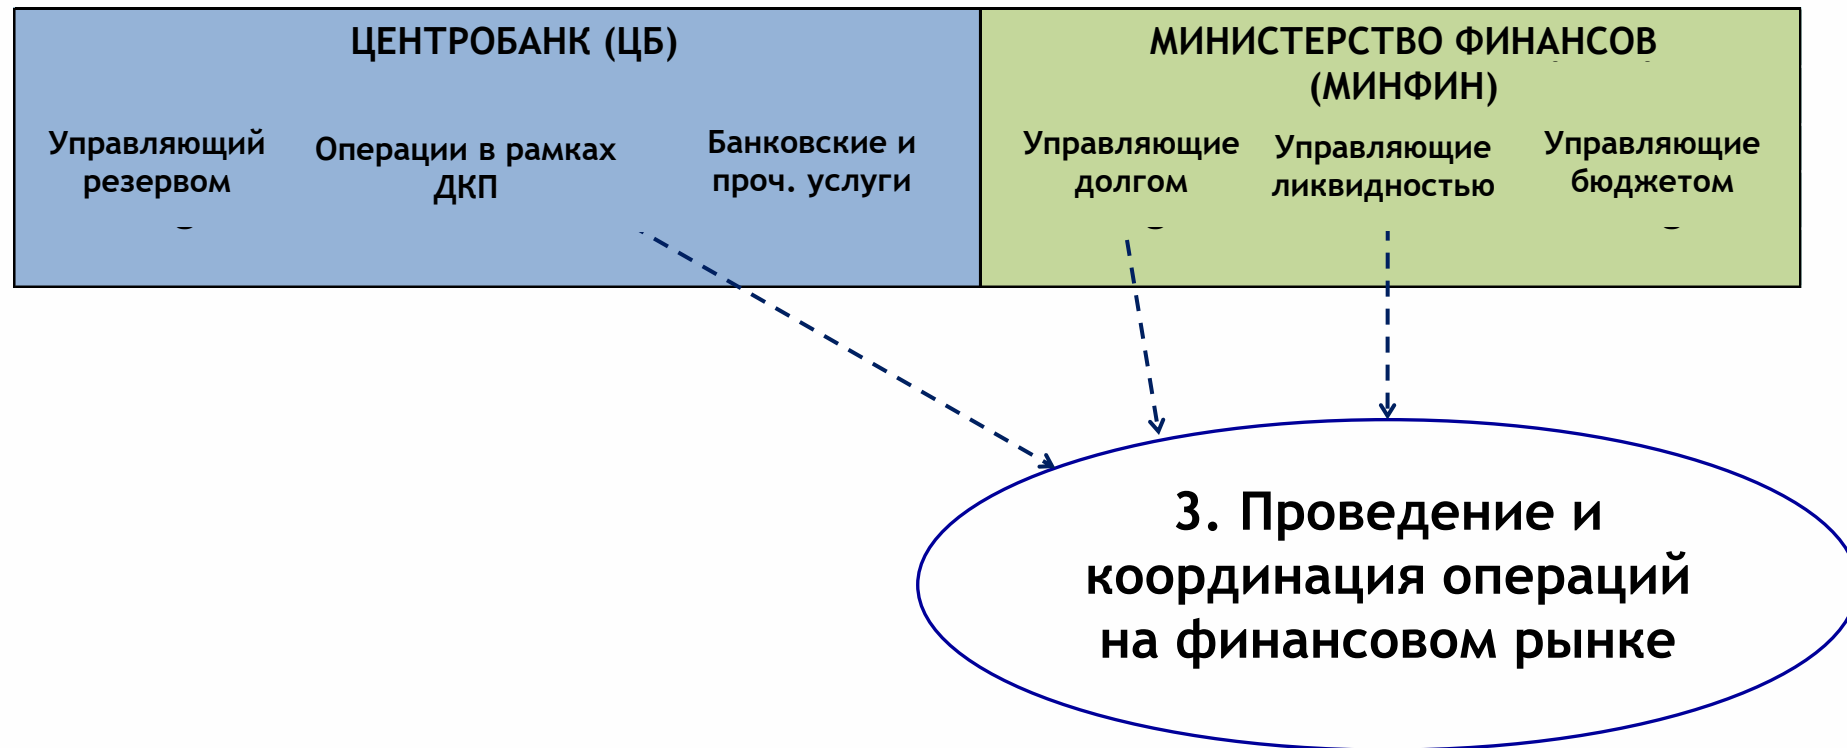 ЦЕНТРОБАНК (ЦБ)
Управляющий
резервом
Операции в рамках
ДКП
Банковские и
проч. услуги
МИНИСТЕРСТВО ФИНАНСОВ
(МИНФИН)
Управляющие
долгом
Управляющие
ликвидностью
Управляющие
бюджетом
3. Проведение и
координация операций
на финансовом рынке